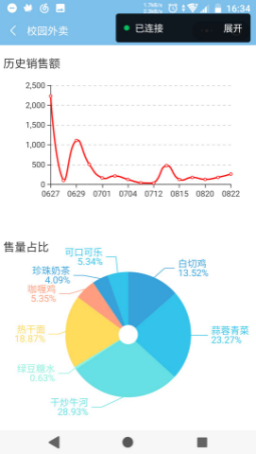 16:34
校园外卖
已连接
展开
历史销售额
2,500
2,000
1,500
1,000
500
0
0627 0629 0701 0704 0712 0815 0820 0822
售量占比
可口可乐
5.34%
珍珠奶茶
4.09%
咖喱鸡
5.35%
热干面
18.87%
绿豆糖水
0.63%
干炒牛河
28.93%
白切鸡
13.52%
蒜蓉青菜
23.27%